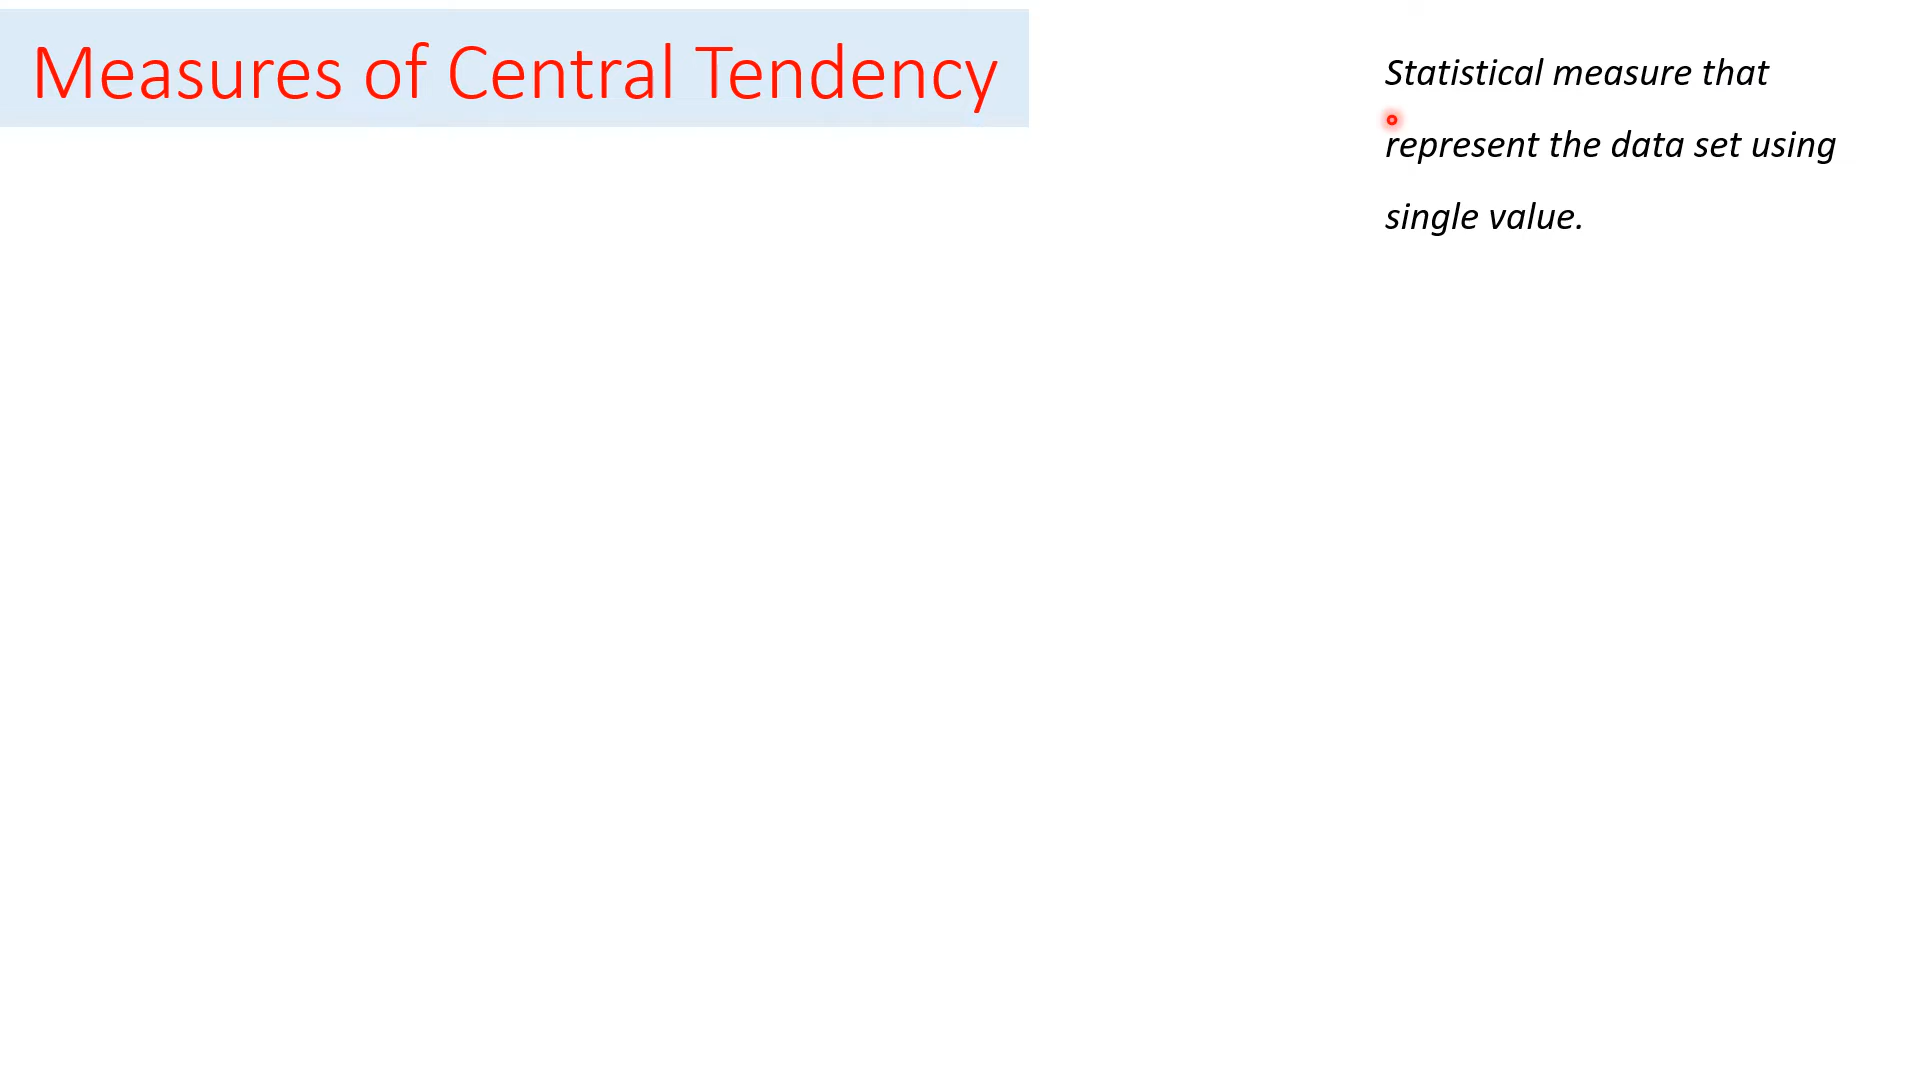 Measures of Central Tendency
Statistical measure that
represent the data set using
single value.